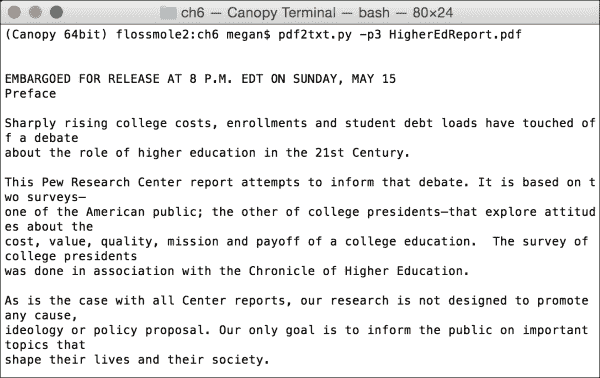 ch6 — Canopy Terminal — bash — 80×24
(Canopy 64bit) flossmole2:ch6 megan$ pdf2txt.py -p3 HigherEdReport.pdf
EMBARGOED FOR RELEASE AT 8 P.M. EDT ON SUNDAY, MAY 15
Preface
Sharply rising college costs, enrollments and student debt loads have touched of
f a debate
about the role of higher education in the 21st Century.
This Pew Research Center report attempts to inform that debate. It is based on t
wo surveys—
one of the American public; the other of college presidents—that explore attitud
es about the
cost, value, quality, mission and payoff of a college education.  The survey of
college presidents
was done in association with the Chronicle of Higher Education.
As is the case with all Center reports, our research is not designed to promote
any cause,
ideology or policy proposal. Our only goal is to inform the public on important
topics that
shape their lives and their society.